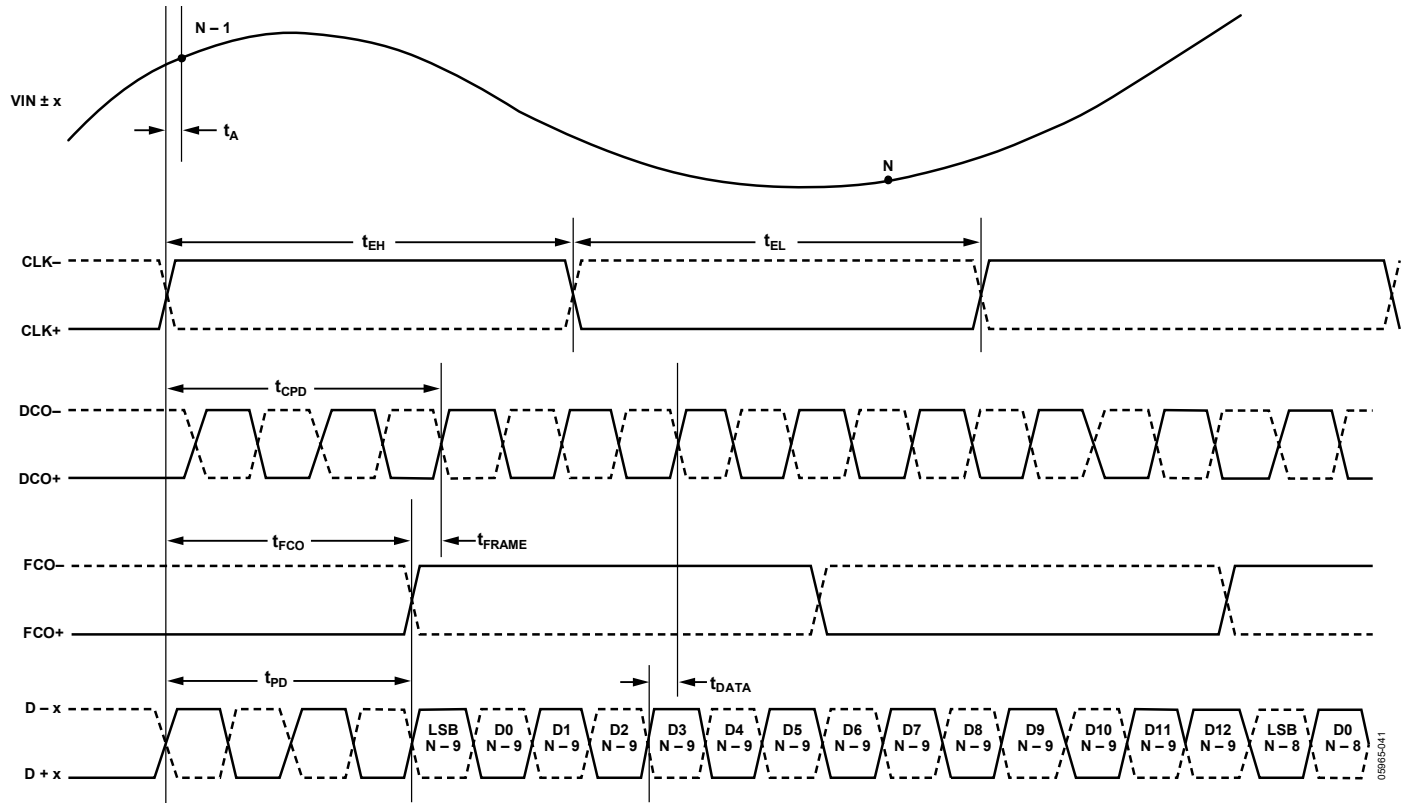 N – 1
VIN ± x
tA
N
tEH
tEL
CLK–
CLK+
tCPD
DCO–
DCO+
tFCO
tFRAME
FCO–
FCO+
tPD
tDATA
D – x
LSB N – 9
D0 N – 9
D1 N – 9
D2 N – 9
D3 N – 9
D4 N – 9
D5 N – 9
D6 N – 9
D7 N – 9
D8 N – 9
D9 N – 9
D10 N – 9
D11 N – 9
D12 N – 9
LSB N – 8
D0 N – 8
D + x
05965-041